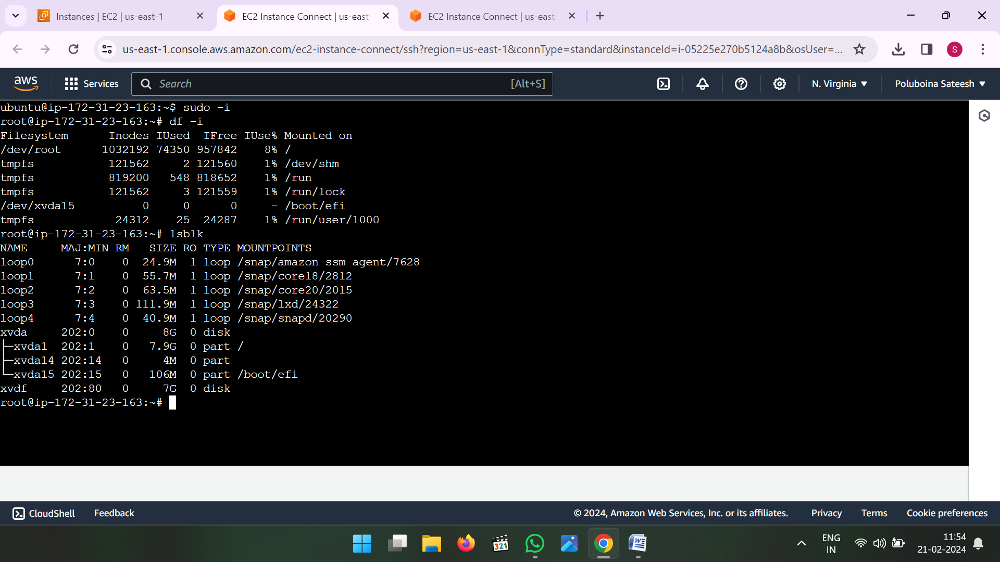 Instances | EC2 | us-east-1
EC2 Instance Connect | us-east-
EC2 Instance Connect | us-east-
us-east-1.console.aws.amazon.com/ec2-instance-connect/ssh?region=us-east-1&connType=standard&instanceId=i-05225e270b5124a8b&osUser=...
S
aws
Services
Search
[Alt+S]
N. Virginia
Poluboina Sateesh
ubuntu@ip-172-31-23-163:~$ sudo -i
root@ip-172-31-23-163:~# df -i
Filesystem      Inodes IUsed  IFree IUse% Mounted on
/dev/root      1032192 74350 957842    8% /
tmpfs           121562     2 121560    1% /dev/shm
tmpfs           819200   548 818652    1% /run
tmpfs           121562     3 121559    1% /run/lock
/dev/xvda15          0     0      0     - /boot/efi
tmpfs            24312    25  24287    1% /run/user/1000
root@ip-172-31-23-163:~# lsblk
NAME     MAJ:MIN RM   SIZE RO TYPE MOUNTPOINTS
loop0      7:0    0  24.9M  1 loop /snap/amazon-ssm-agent/7628
loop1      7:1    0  55.7M  1 loop /snap/core18/2812
loop2      7:2    0  63.5M  1 loop /snap/core20/2015
loop3      7:3    0 111.9M  1 loop /snap/lxd/24322
loop4      7:4    0  40.9M  1 loop /snap/snapd/20290
xvda     202:0    0     8G  0 disk
├─xvda1  202:1    0   7.9G  0 part /
├─xvda14 202:14   0     4M  0 part
└─xvda15 202:15   0   106M  0 part /boot/efi
xvdf     202:80   0     7G  0 disk
root@ip-172-31-23-163:~#
CloudShell
Feedback
© 2024, Amazon Web Services, Inc. or its affiliates.
Privacy
Terms
Cookie preferences
321
W
ENG
IN
11:54
21-02-2024